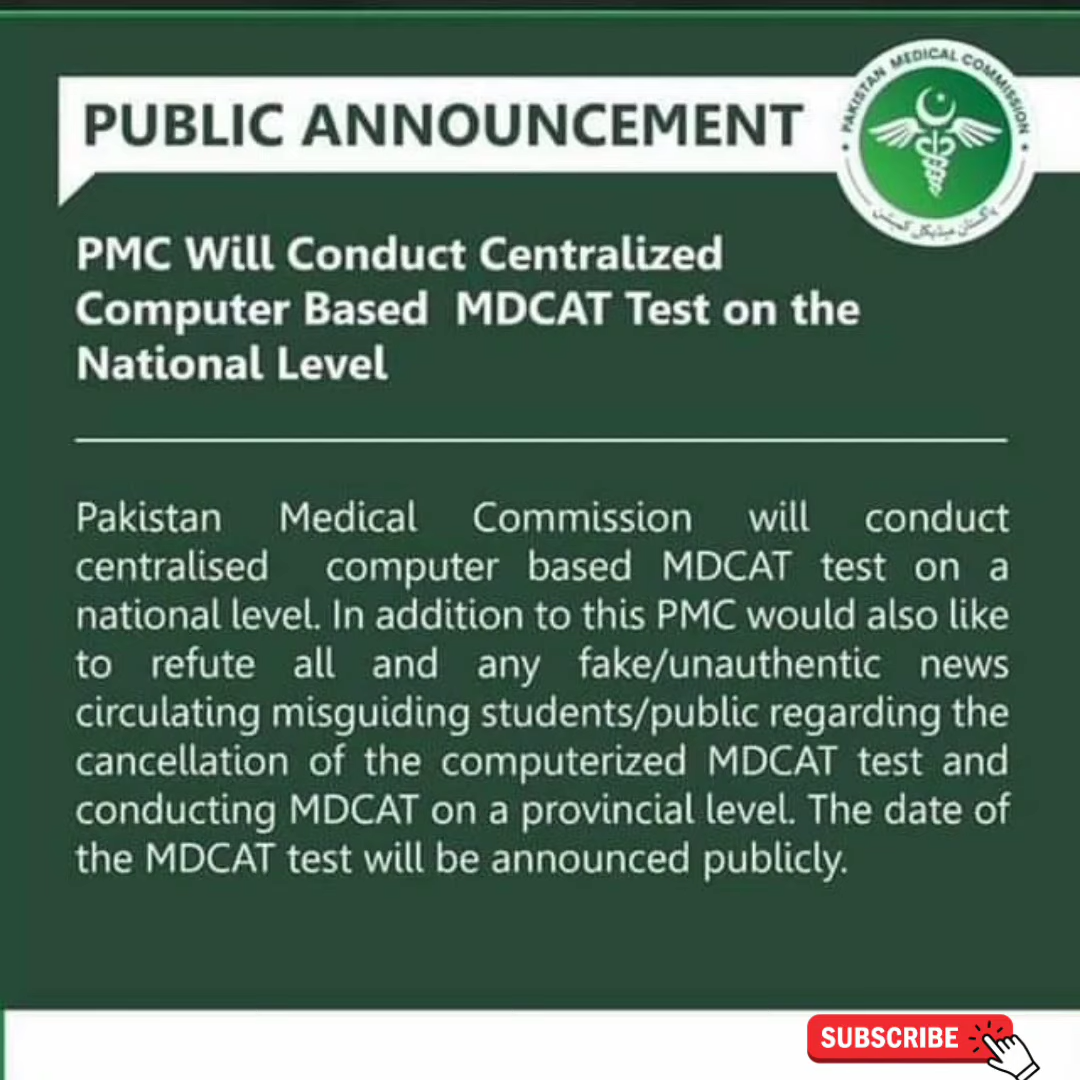 PUBLIC ANNOUNCEMENT
PAKISTAN MEDICAL COMMISSION
پاکستان میڈیکل کمیشن
PMC Will Conduct Centralized
Computer Based MDCAT Test on the
National Level
Pakistan Medical Commission will conduct
centralised computer based MDCAT test on a
national level. In addition to this PMC would also like
to refute all and any fake/unauthentic news
circulating misguiding students/public regarding the
cancellation of the computerized MDCAT test and
conducting MDCAT on a provincial level. The date of
the MDCAT test will be announced publicly.
SUBSCRIBE